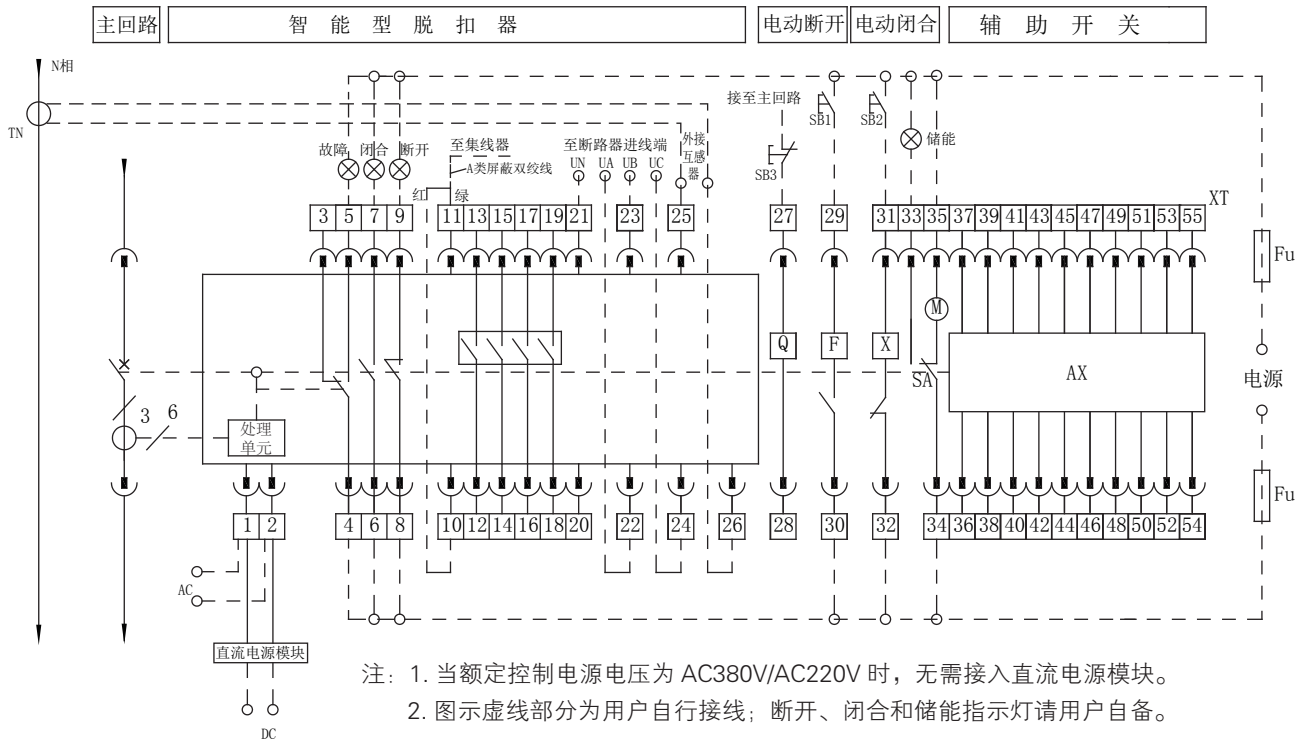 主回路 智能型脱扣器 电动断开 电动闭合 辅助开关
N相
TN
接至主回路
SB1 SB2
故障 闭合 断开 至集线器 至断路器进线端 外接互感器 储能
A类屏蔽双绞线 UN UA UB UC
SB3
红 绿
3 5 7 9 11 13 15 17 19 21 23 25 27 29 31 33 35 37 39 41 43 45 47 49 51 53 55 XT
Fu
M
Q F X
SA AX 电源
3 6
处理单元
Fu
1 2 4 6 8 10 12 14 16 18 20 22 24 26 28 30 32 34 36 38 40 42 44 46 48 50 52 54
AC
直流电源模块
DC
注：1. 当额定控制电源电压为 AC380V/AC220V 时，无需接入直流电源模块。
2. 图示虚线部分为用户自行接线；断开、闭合和储能指示灯请用户自备。